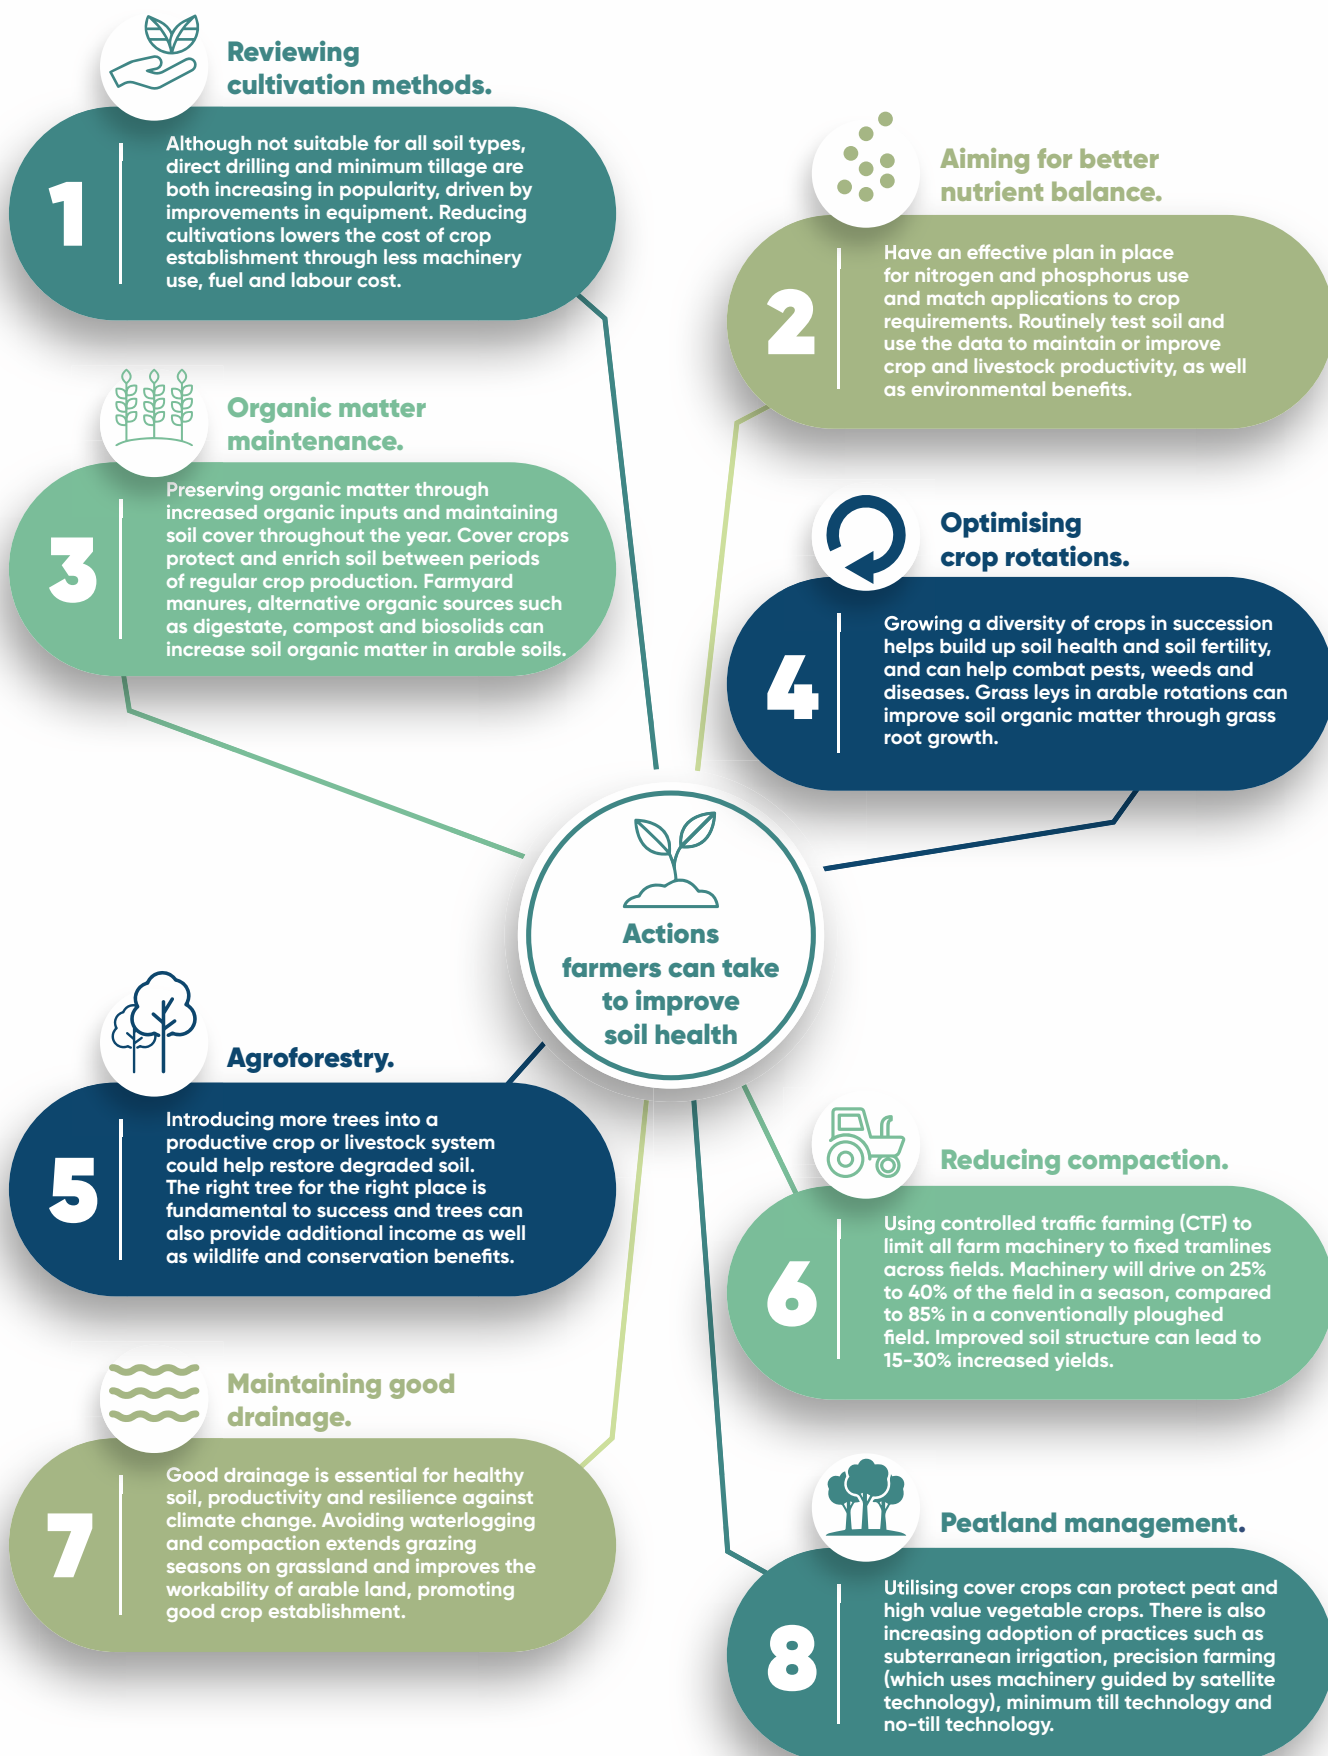 Reviewing
cultivation methods.
1
Although not suitable for all soil types,
direct drilling and minimum tillage are
both increasing in popularity, driven by
improvements in equipment. Reducing
cultivations lowers the cost of crop
establishment through less machinery
use, fuel and labour cost.
Aiming for better
nutrient balance.
2
Have an effective plan in place
for nitrogen and phosphorus use
and match applications to crop
requirements. Routinely test soil and
use the data to maintain or improve
crop and livestock productivity, as well
as environmental benefits.
Organic matter
maintenance.
3
Preserving organic matter through
increased organic inputs and maintaining
soil cover throughout the year. Cover crops
protect and enrich soil between periods
of regular crop production. Farmyard
manures, alternative organic sources such
as digestate, compost and biosolids can
increase soil organic matter in arable soils.
Optimising
crop rotations.
4
Growing a diversity of crops in succession
helps build up soil health and soil fertility,
and can help combat pests, weeds and
diseases. Grass leys in arable rotations can
improve soil organic matter through grass
root growth.
Actions
farmers can take
to improve
soil health
Agroforestry.
5
Introducing more trees into a
productive crop or livestock system
could help restore degraded soil.
The right tree for the right place is
fundamental to success and trees can
also provide additional income as well
as wildlife and conservation benefits.
Reducing compaction.
6
Using controlled traffic farming (CTF) to
limit all farm machinery to fixed tramlines
across fields. Machinery will drive on 25%
to 40% of the field in a season, compared
to 85% in a conventionally ploughed
field. Improved soil structure can lead to
15-30% increased yields.
Maintaining good
drainage.
7
Good drainage is essential for healthy
soil, productivity and resilience against
climate change. Avoiding waterlogging
and compaction extends grazing
seasons on grassland and improves the
workability of arable land, promoting
good crop establishment.
Peatland management.
8
Utilising cover crops can protect peat and
high value vegetable crops. There is also
increasing adoption of practices such as
subterranean irrigation, precision farming
(which uses machinery guided by satellite
technology), minimum till technology and
no-till technology.